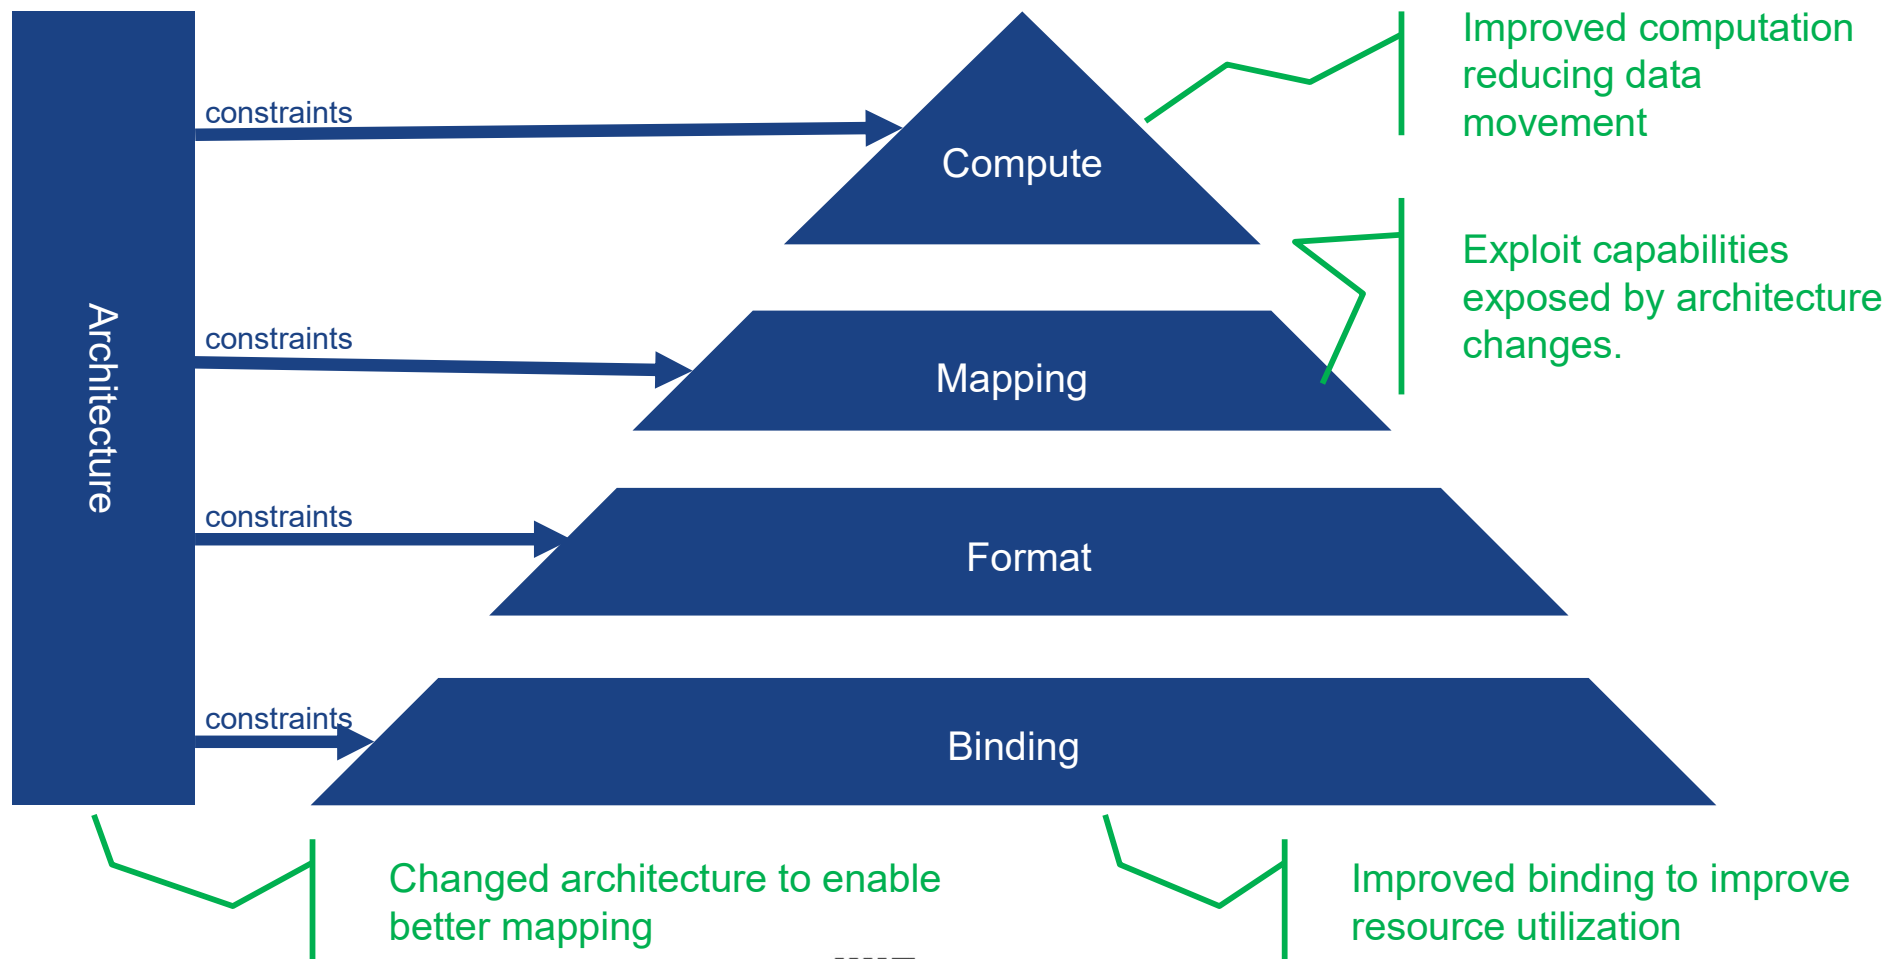 Improved computation
reducing data
movement
constraints
Compute
Exploit capabilities
exposed by architecture
changes.
Architecture
constraints
Mapping
constraints
Format
constraints
Binding
Changed architecture to enable
better mapping
Improved binding to improve
resource utilization